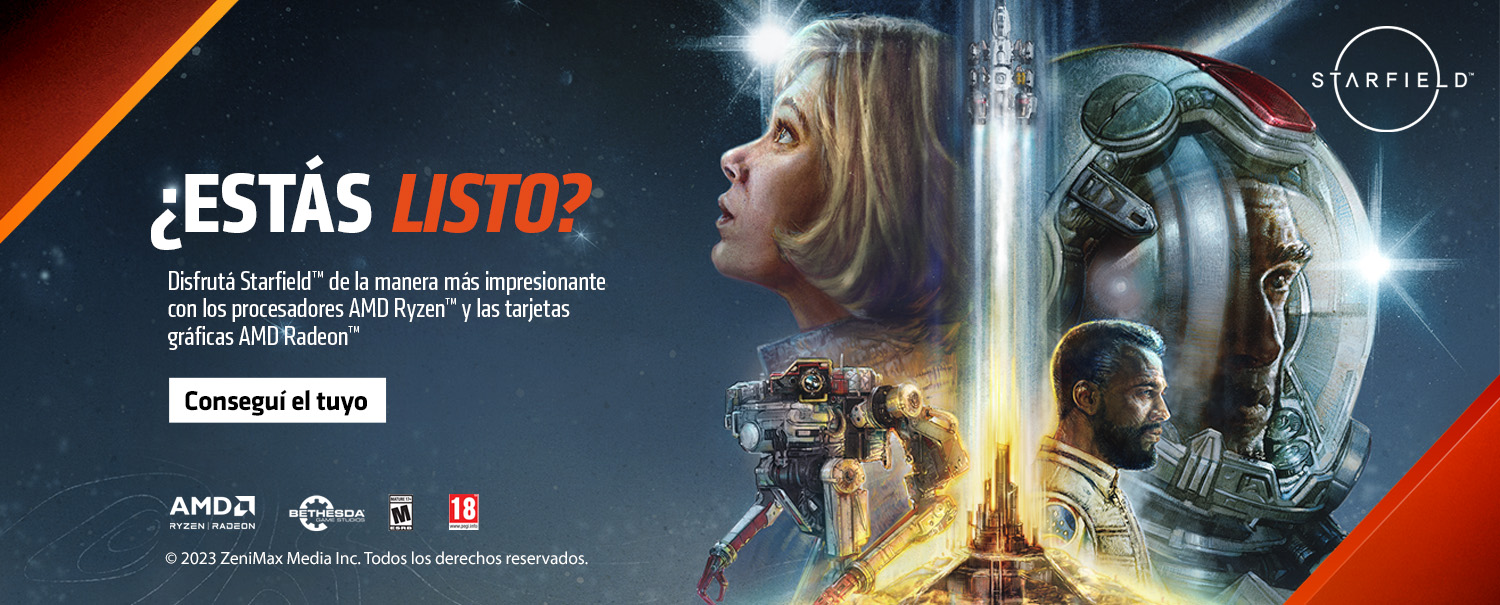 STARFIELD™
¿ESTÁS LISTO?
Disfrutá Starfield™ de la manera más impresionante
con los procesadores AMD Ryzen™ y las tarjetas
gráficas AMD Radeon™
Conseguí el tuyo
AMD
RYZEN | RADEON
BETHESDA
GAME STUDIOS
MATURE 17+
M
ESRB
18
www.pegi.info
© 2023 ZeniMax Media Inc. Todos los derechos reservados.